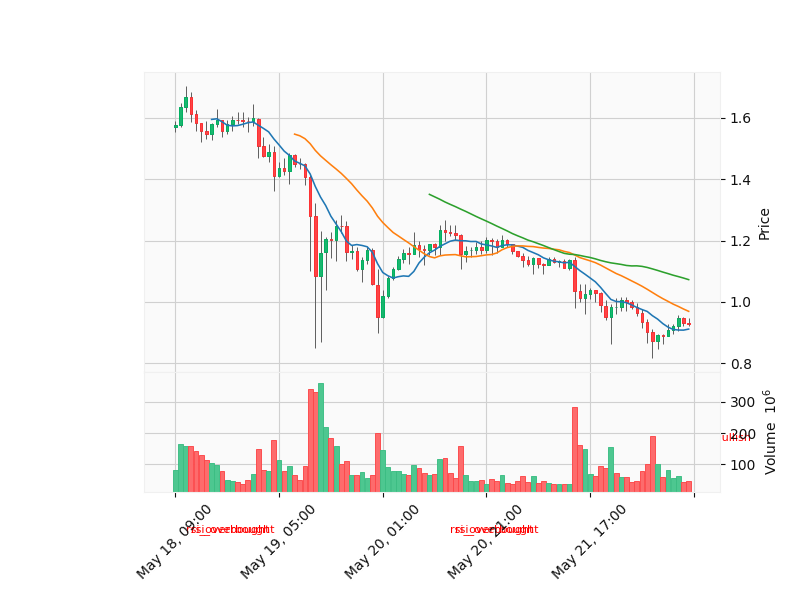 1.6
1.4
1.2
1.0
0.8
Price
300
200
100
Volume 10⁶
May 18, 09:00
May 19, 05:00
May 20, 01:00
May 20, 21:00
May 21, 17:00
rsi_overbought